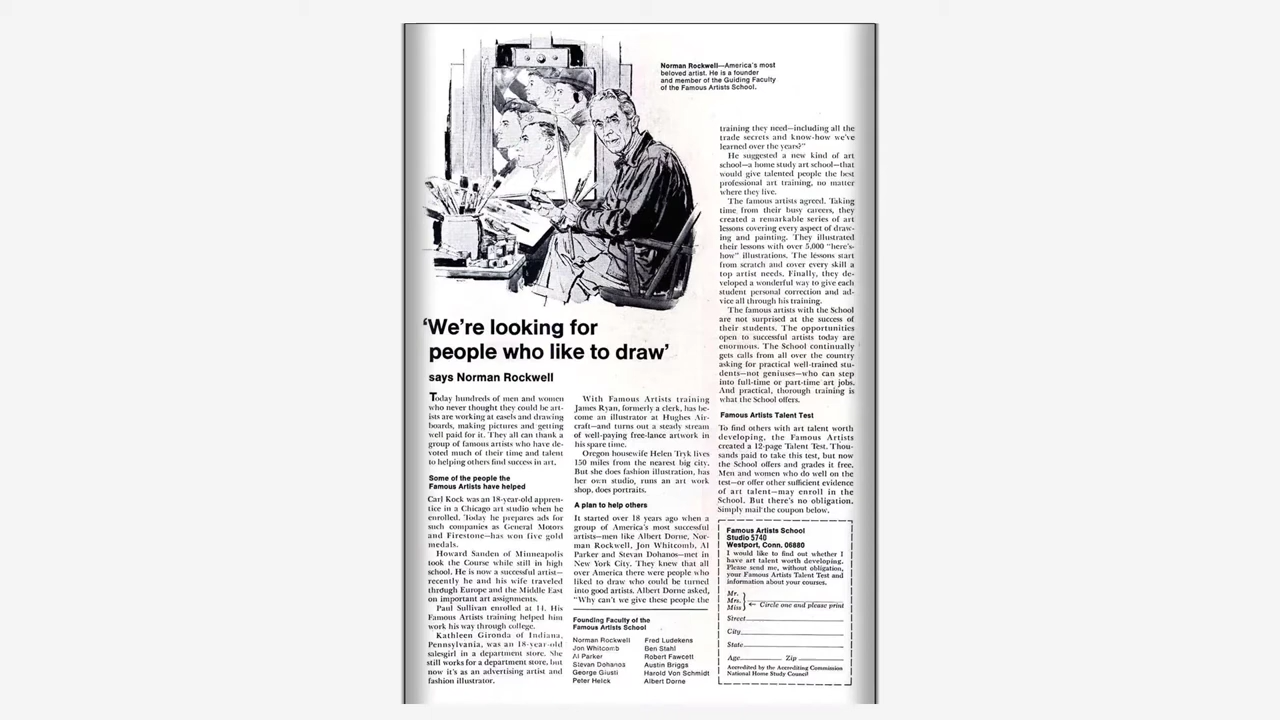 Norman Rockwell—America's most
beloved artist. He is a founder
and member of the Guiding Faculty
of the Famous Artists School.
'We're looking for
people who like to draw'
says Norman Rockwell
Today hundreds of men and women
who never thought they could be art-
ists are working at easels and drawing
boards, making pictures and getting
well paid for it. They all can thank a
group of famous artists who have de-
voted much of their time and talent
to helping others find success in art.
Some of the people the
Famous Artists have helped
Carl Kock was an 18-year-old appren-
tice in a Chicago art studio when he
enrolled. Today he prepares ads for
such companies as General Motors
and Firestone—has won five gold
medals.
Howard Sanden of Minneapolis
took the Course while still in high
school. He is now a successful artist—
recently he and his wife traveled
through Europe and the Middle East
on important art assignments.
Paul Sullivan enrolled at 14. His
Famous Artists training helped him
work his way through college.
Kathleen Gironda of Indiana,
Pennsylvania, was an 18-year-old
salesgirl in a department store. She
still works for a department store, but
now it's as an advertising artist and
fashion illustrator.
With Famous Artists training
James Ryan, formerly a clerk, has be-
come an illustrator at Hughes Air-
craft—and turns out a steady stream
of well-paying free-lance artwork in
his spare time.
Oregon housewife Helen Tryk lives
150 miles from the nearest big city.
But she does fashion illustration, has
her own studio, runs an art work
shop, does portraits.
A plan to help others
It started over 18 years ago when a
group of America's most successful
artists—men like Albert Dorne, Nor-
man Rockwell, Jon Whitcomb, Al
Parker and Stevan Dohanos—met in
New York City. They knew that all
over America there were people who
liked to draw who could be turned
into good artists. Albert Dorne asked,
"Why can't we give these people the
Founding Faculty of the
Famous Artists School
Norman Rockwell
Jon Whitcomb
Al Parker
Stevan Dohanos
George Giusti
Peter Helck
Fred Ludekens
Ben Stahl
Robert Fawcett
Austin Briggs
Harold Von Schmidt
Albert Dorne
training they need—including all the
trade secrets and know-how we've
learned over the years?"
He suggested a new kind of art
school—a home study art school—that
would give talented people the best
professional art training, no matter
where they live.
The famous artists agreed. Taking
time from their busy careers, they
created a remarkable series of art
lessons covering every aspect of draw-
ing and painting. They illustrated
their lessons with over 5,000 "here's-
how" illustrations. The lessons start
from scratch and cover every skill a
top artist needs. Finally, they de-
veloped a wonderful way to give each
student personal correction and ad-
vice all through his training.
The famous artists with the School
are not surprised at the success of
their students. The opportunities
open to successful artists today are
enormous. The School continually
gets calls from all over the country
asking for practical well-trained stu-
dents—not geniuses—who can step
into full-time or part-time art jobs.
And practical, thorough training is
what the School offers.
Famous Artists Talent Test
To find others with art talent worth
developing, the Famous Artists
created a 12-page Talent Test. Thou-
sands paid to take this test, but now
the School offers and grades it free.
Men and women who do well on the
test—or offer other sufficient evidence
of art talent—may enroll in the
School. But there's no obligation.
Simply mail the coupon below.
Famous Artists School
Studio 5740
Westport, Conn. 06880
I would like to find out whether I
have art talent worth developing.
Please send me, without obligation,
your Famous Artists Talent Test and
information about your courses.
Mr.
Mrs.
Miss
← Circle one and please print
Street
City
State
Age Zip
Accredited by the Accrediting Commission
National Home Study Council